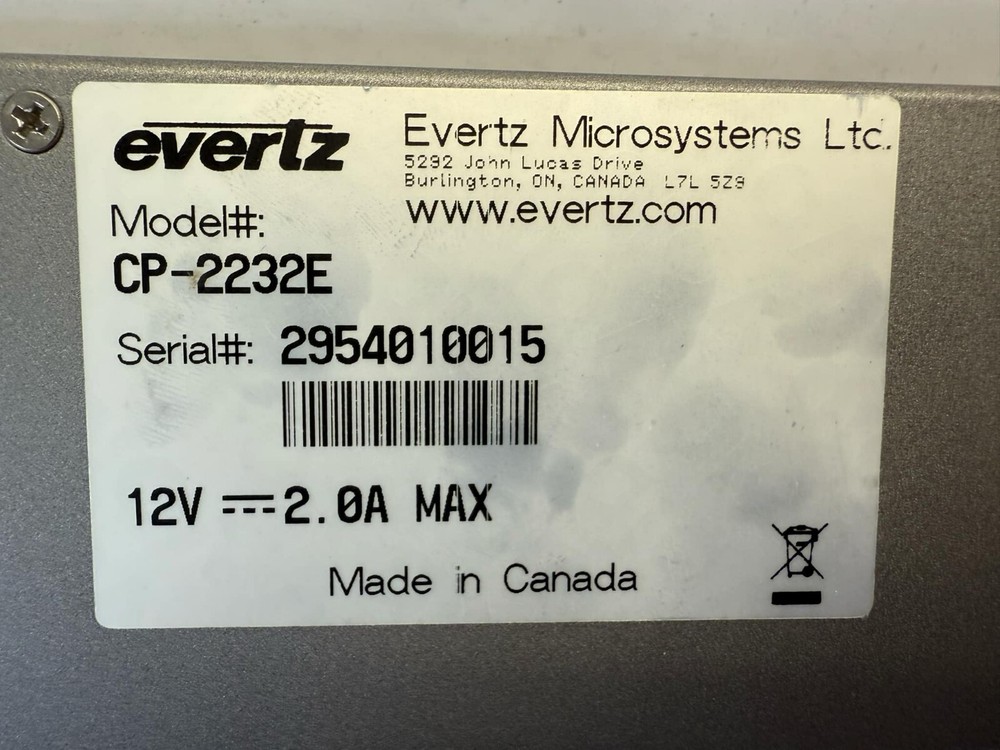 evertz
Evertz Microsystems Ltd.
5292 John Lucas Drive
Burlington, ON, CANADA L7L 5Z9
www.evertz.com
Model#:
CP-2232E
Serial#: 2954010015
12V ⎓ 2.0A MAX
Made in Canada